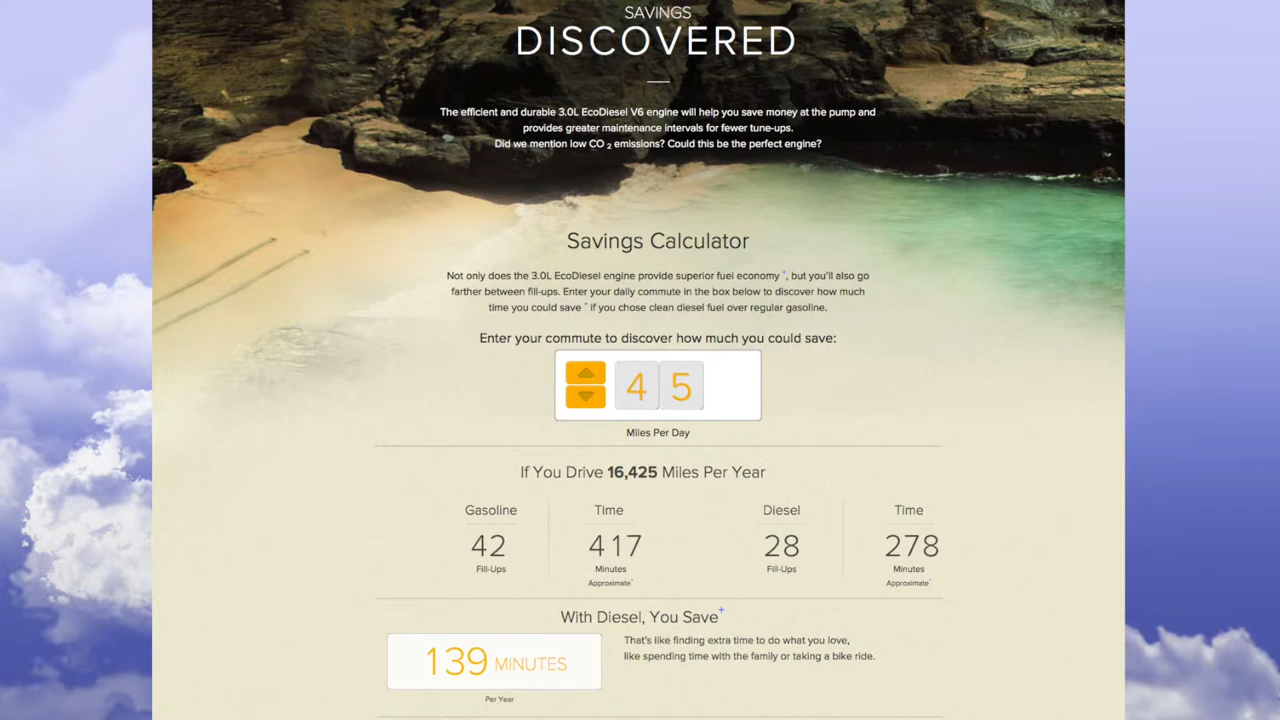 SAVINGS
DISCOVERED
The efficient and durable 3.0L EcoDiesel V6 engine will help you save money at the pump and
provides greater maintenance intervals for fewer tune-ups.
Did we mention low CO 2 emissions? Could this be the perfect engine?
Savings Calculator
Not only does the 3.0L EcoDiesel engine provide superior fuel economy +, but you'll also go
farther between fill-ups. Enter your daily commute in the box below to discover how much
time you could save + if you chose clean diesel fuel over regular gasoline.
Enter your commute to discover how much you could save:
4 5
Miles Per Day
If You Drive 16,425 Miles Per Year
Gasoline Time Diesel Time
42 417 28 278
Fill-Ups Minutes Fill-Ups Minutes
Approximate+ Approximate+
With Diesel, You Save+
139 MINUTES
Per Year
That's like finding extra time to do what you love,
like spending time with the family or taking a bike ride.